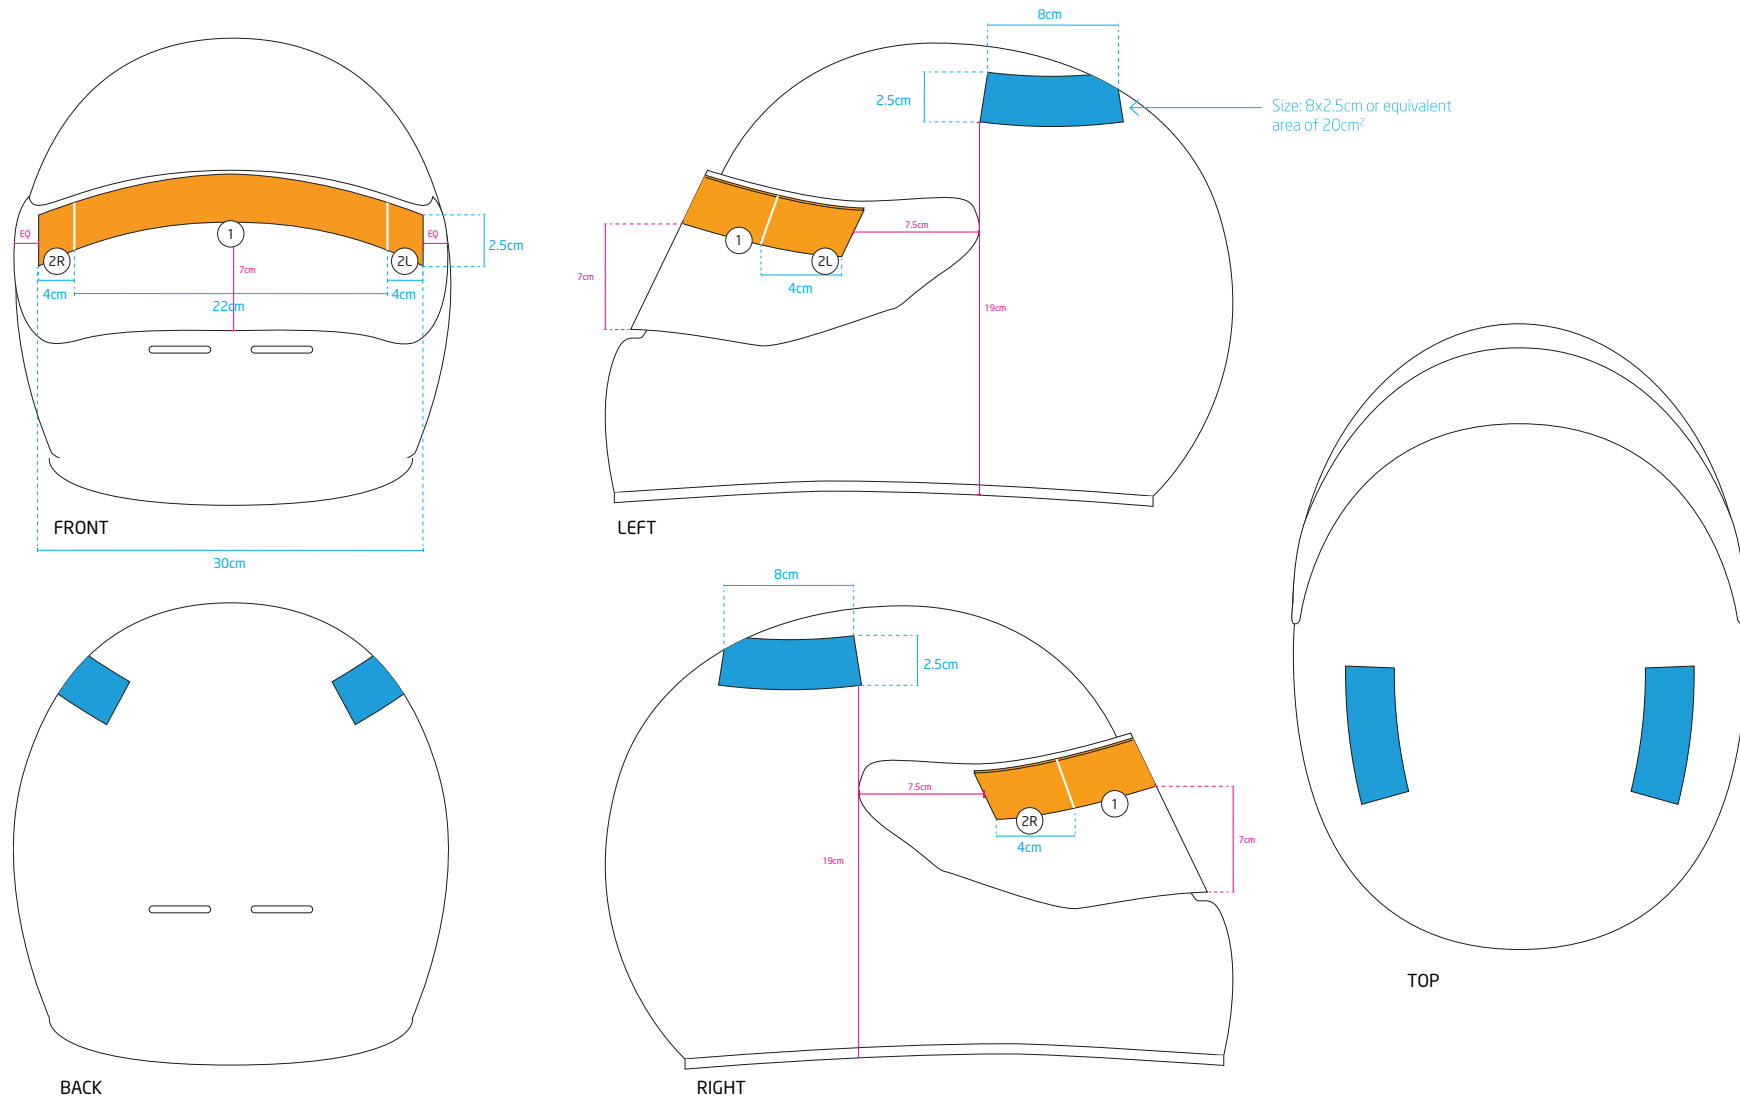 EQ
EQ
2R
1
2L
2.5cm
7cm
4cm
22cm
4cm
FRONT
30cm
8cm
2.5cm
Size: 8x2.5cm or equivalent
area of 20cm²
1
2L
7.5cm
7cm
4cm
19cm
LEFT
BACK
8cm
2.5cm
7.5cm
2R
1
4cm
7cm
19cm
RIGHT
TOP